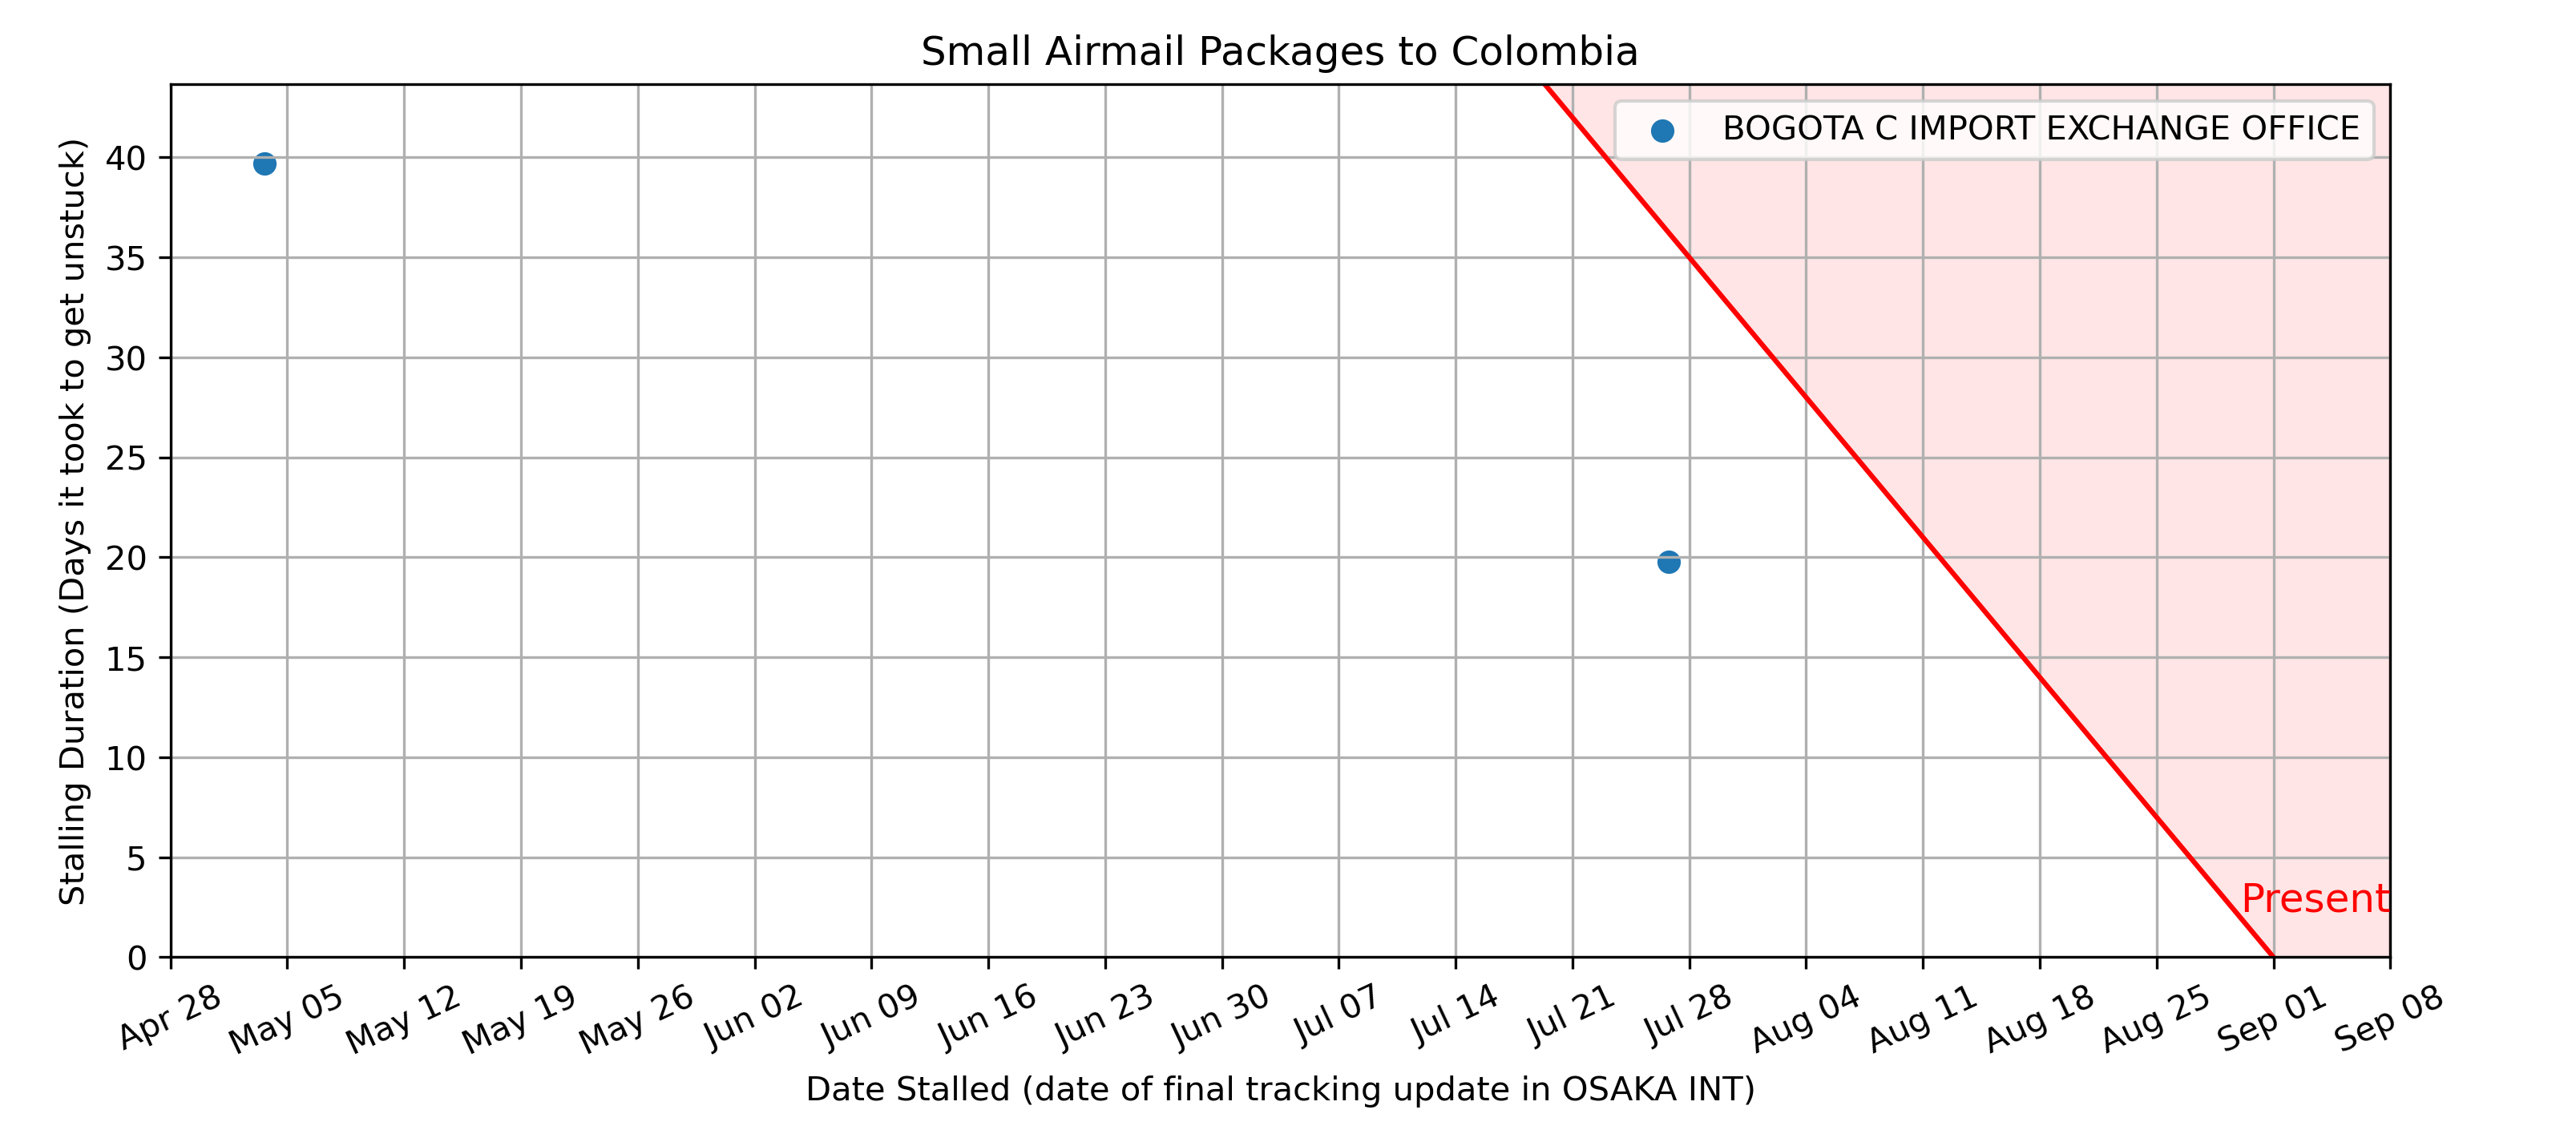 Small Airmail Packages to Colombia
BOGOTA C IMPORT EXCHANGE OFFICE
Stalling Duration (Days it took to get unstuck)
40
35
30
25
20
15
10
5
0
Present
Apr 28
May 05
May 12
May 19
May 26
Jun 02
Jun 09
Jun 16
Jun 23
Jun 30
Jul 07
Jul 14
Jul 21
Jul 28
Aug 04
Aug 11
Aug 18
Aug 25
Sep 01
Sep 08
Date Stalled (date of final tracking update in OSAKA INT)